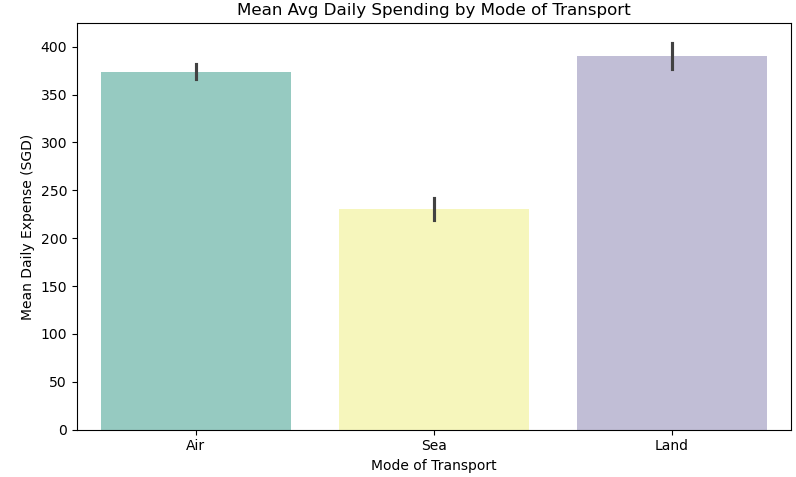 Mean Avg Daily Spending by Mode of Transport
Mean Daily Expense (SGD)
400
350
300
250
200
150
100
50
0
Air Sea Land
Mode of Transport